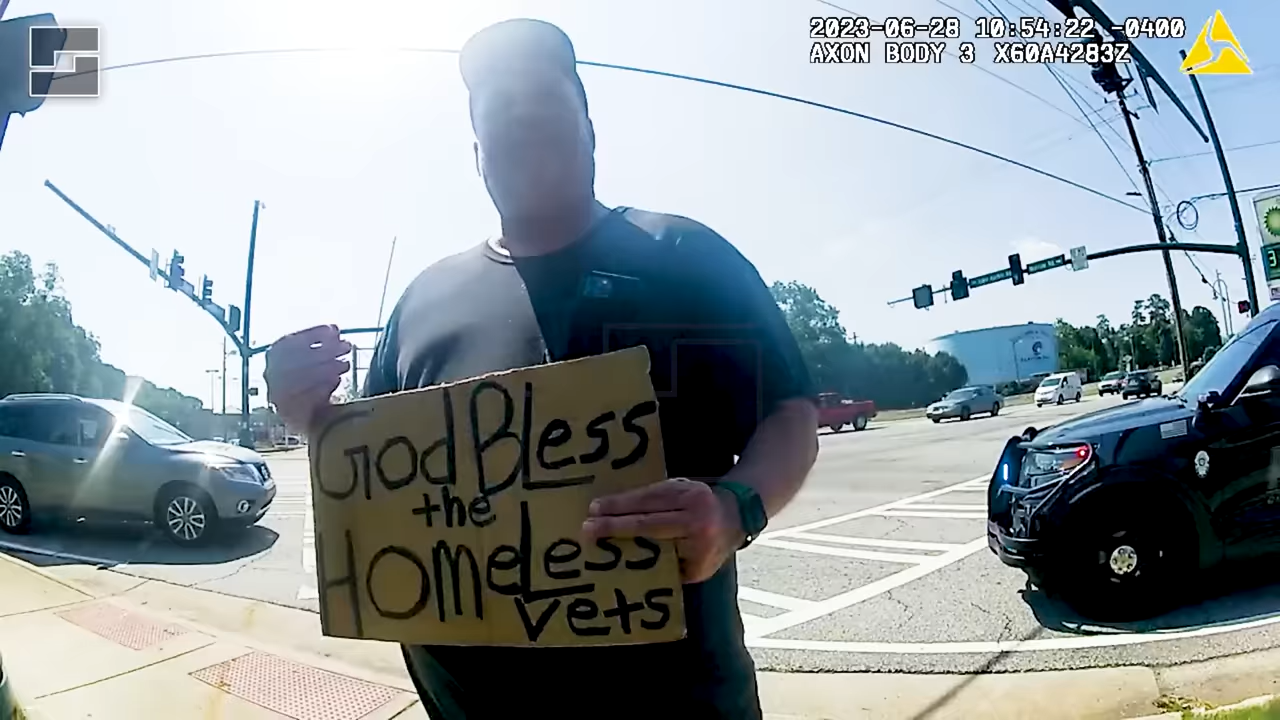 2023-06-28 10:54:22 -0400
AXON BODY 3 X60A4283Z
God Bless
the
Homeless
vets